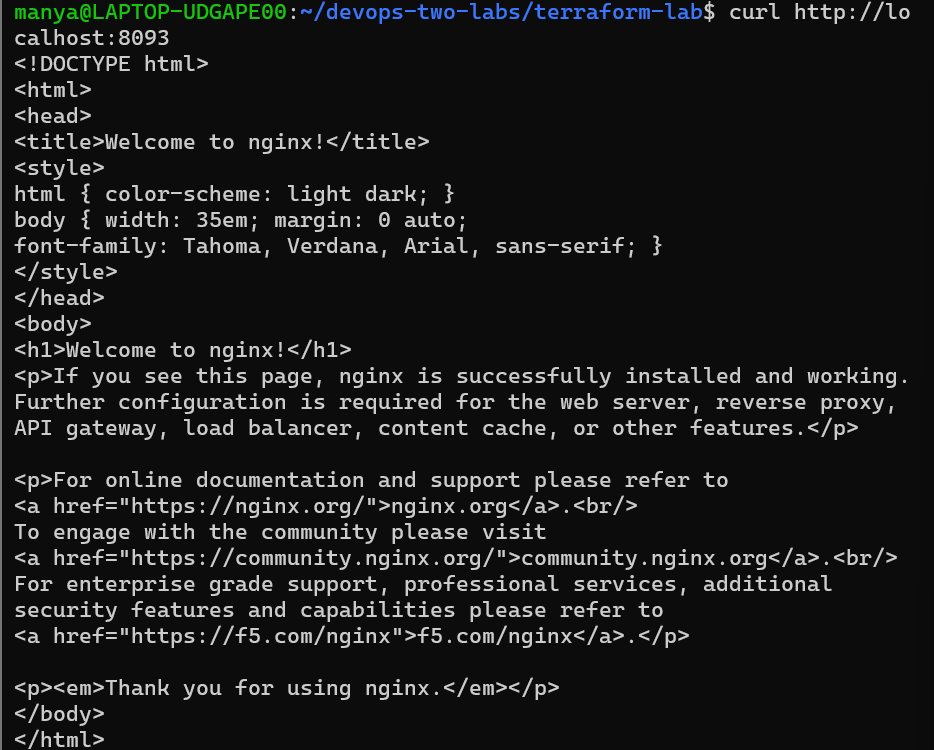 manya@LAPTOP-UDGAPE00:~/devops-two-labs/terraform-lab$ curl http://lo
calhost:8093
<!DOCTYPE html>
<html>
<head>
<title>Welcome to nginx!</title>
<style>
html { color-scheme: light dark; }
body { width: 35em; margin: 0 auto;
font-family: Tahoma, Verdana, Arial, sans-serif; }
</style>
</head>
<body>
<h1>Welcome to nginx!</h1>
<p>If you see this page, nginx is successfully installed and working.
Further configuration is required for the web server, reverse proxy,
API gateway, load balancer, content cache, or other features.</p>

<p>For online documentation and support please refer to
<a href="https://nginx.org/">nginx.org</a>.<br/>
To engage with the community please visit
<a href="https://community.nginx.org/">community.nginx.org</a>.<br/>
For enterprise grade support, professional services, additional
security features and capabilities please refer to
<a href="https://f5.com/nginx">f5.com/nginx</a>.</p>

<p><em>Thank you for using nginx.</em></p>
</body>
</html>